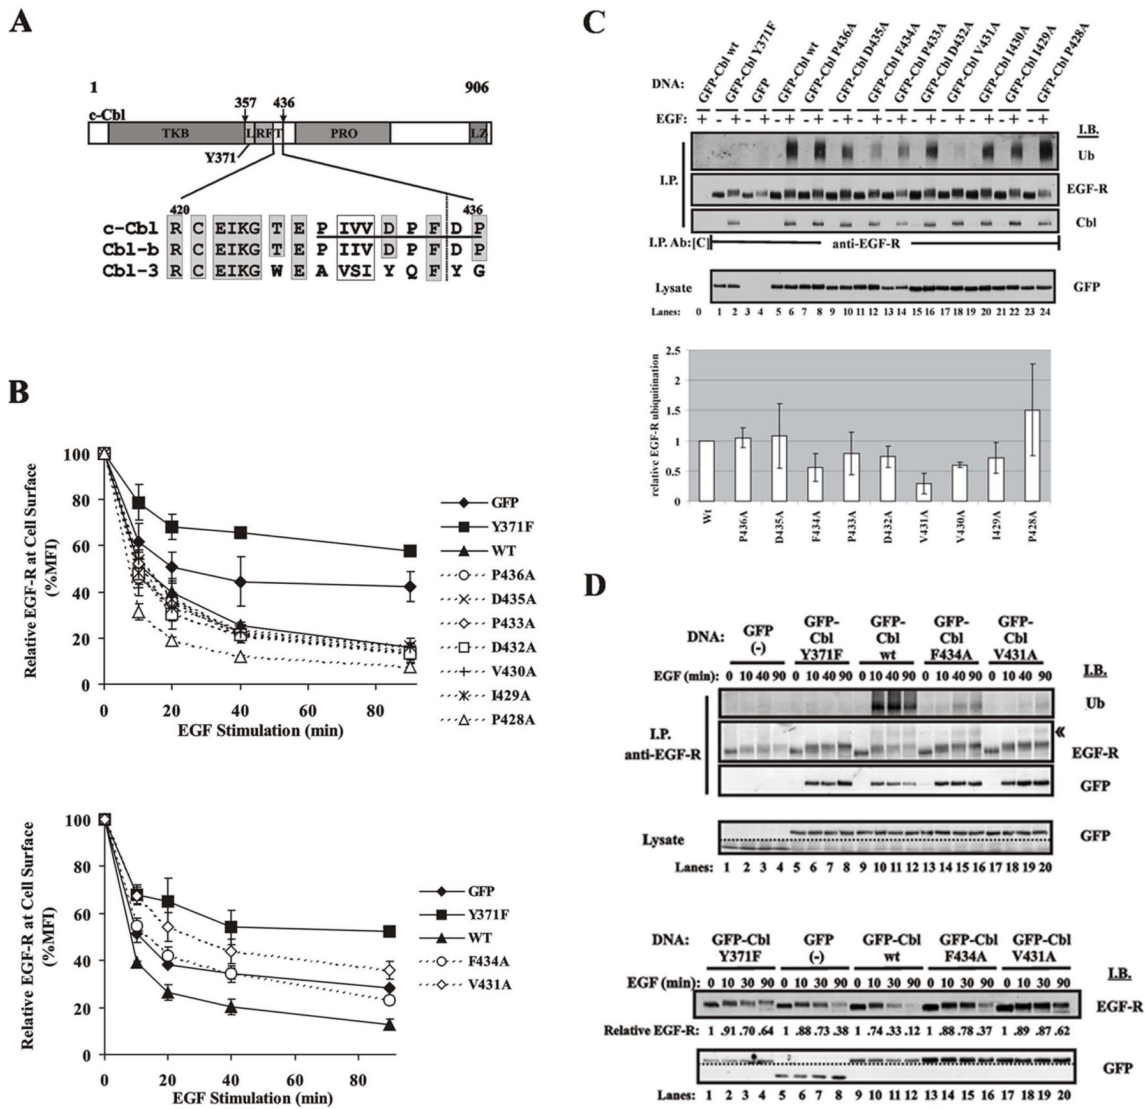 A
1
357
436
906
c-Cbl
TKB
L
RF
T
PRO
LZ
Y371
420
436
c-Cbl R C EIKG T E P IVV D P F D P
Cbl-b R C EIKG T E P IIV D P F D P
Cbl-3 R C EIKG W E A VSI Y Q F Y G
B
Relative EGF-R at Cell Surface (%MFI)
100
80
60
40
20
0
0 20 40 60 80
EGF Stimulation (min)
GFP
Y371F
WT
P436A
D435A
P433A
D432A
V430A
I429A
P428A
Relative EGF-R at Cell Surface (%MFI)
100
80
60
40
20
0
0 20 40 60 80
EGF Stimulation (min)
GFP
Y371F
WT
F434A
V431A
C
DNA: GFP-Cbl wt GFP-Cbl Y371F GFP GFP-Cbl wt GFP-Cbl P436A GFP-Cbl D435A GFP-Cbl F434A GFP-Cbl P433A GFP-Cbl D432A GFP-Cbl V431A GFP-Cbl I430A GFP-Cbl I429A GFP-Cbl P428A
EGF: + - + - + - + - + - + - + - + - + - + - + - + - +
I.B.
I.P.
Ub
EGF-R
Cbl
I.P. Ab: [C] anti-EGF-R
Lysate GFP
Lanes: 0 1 2 3 4 5 6 7 8 9 10 11 12 13 14 15 16 17 18 19 20 21 22 23 24
relative EGF-R ubiquitination
2.5
2
1.5
1
0.5
0
Wt P436A D435A F434A P433A D432A V431A V430A I429A P428A
D
DNA: GFP (-) GFP-Cbl Y371F GFP-Cbl wt GFP-Cbl F434A GFP-Cbl V431A
EGF (min): 0 10 40 90 0 10 40 90 0 10 40 90 0 10 40 90 0 10 40 90
I.B.
Ub
I.P. anti-EGF-R
«
EGF-R
GFP
Lysate GFP
Lanes: 1 2 3 4 5 6 7 8 9 10 11 12 13 14 15 16 17 18 19 20
DNA: GFP-Cbl Y371F GFP (-) GFP-Cbl wt GFP-Cbl F434A GFP-Cbl V431A
I.B.
EGF (min): 0 10 30 90 0 10 30 90 0 10 30 90 0 10 30 90 0 10 30 90
EGF-R
Relative EGF-R: 1 .91 .70 .64 1 .88 .73 .38 1 .74 .33 .12 1 .88 .78 .37 1 .89 .87 .62
GFP
Lanes: 1 2 3 4 5 6 7 8 9 10 11 12 13 14 15 16 17 18 19 20